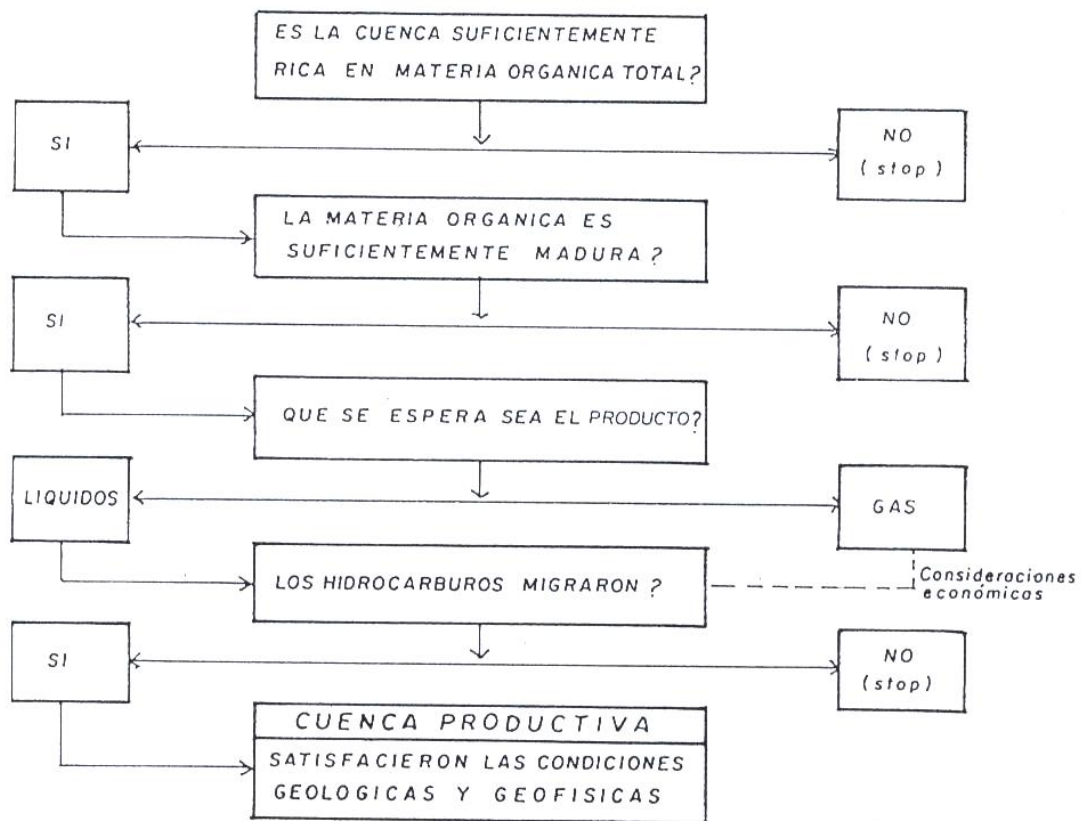 ES LA CUENCA SUFICIENTEMENTE
RICA EN MATERIA ORGANICA TOTAL?
SI
NO
(stop)
LA MATERIA ORGANICA ES
SUFICIENTEMENTE MADURA?
SI
NO
(stop)
QUE SE ESPERA SEA EL PRODUCTO?
LIQUIDOS
GAS
LOS HIDROCARBUROS MIGRARON?
Consideraciones
económicas
SI
NO
(stop)
CUENCA PRODUCTIVA
SATISFACIERON LAS CONDICIONES
GEOLOGICAS Y GEOFISICAS